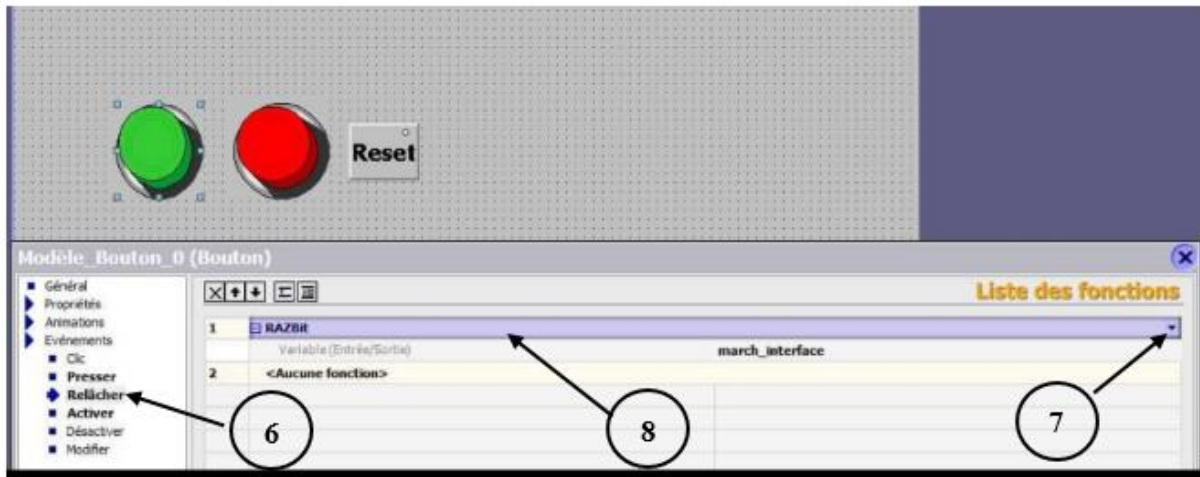 Reset
Modèle_Bouton_0 (Bouton)
Général
Propriétés
Animations
Evénements
Clic
Presser
Relâcher
Activer
Désactiver
Modifier
Liste des fonctions
1 RAZBit
Variable (Entrée/Sortie) march_interface
2 <Aucune fonction>
6
8
7